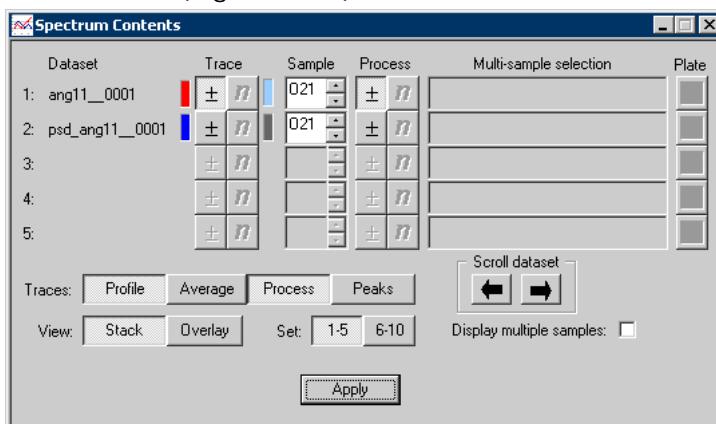 Spectrum Contents
Dataset Trace Sample Process Multi-sample selection Plate
1: ang11__0001 ± n 021 ± n
2: psd_ang11__0001 ± n 021 ± n
3: ± n ± n
4: ± n ± n
5: ± n ± n
Scroll dataset
Traces: Profile Average Process Peaks
View: Stack Overlay Set: 1-5 6-10 Display multiple samples:
Apply